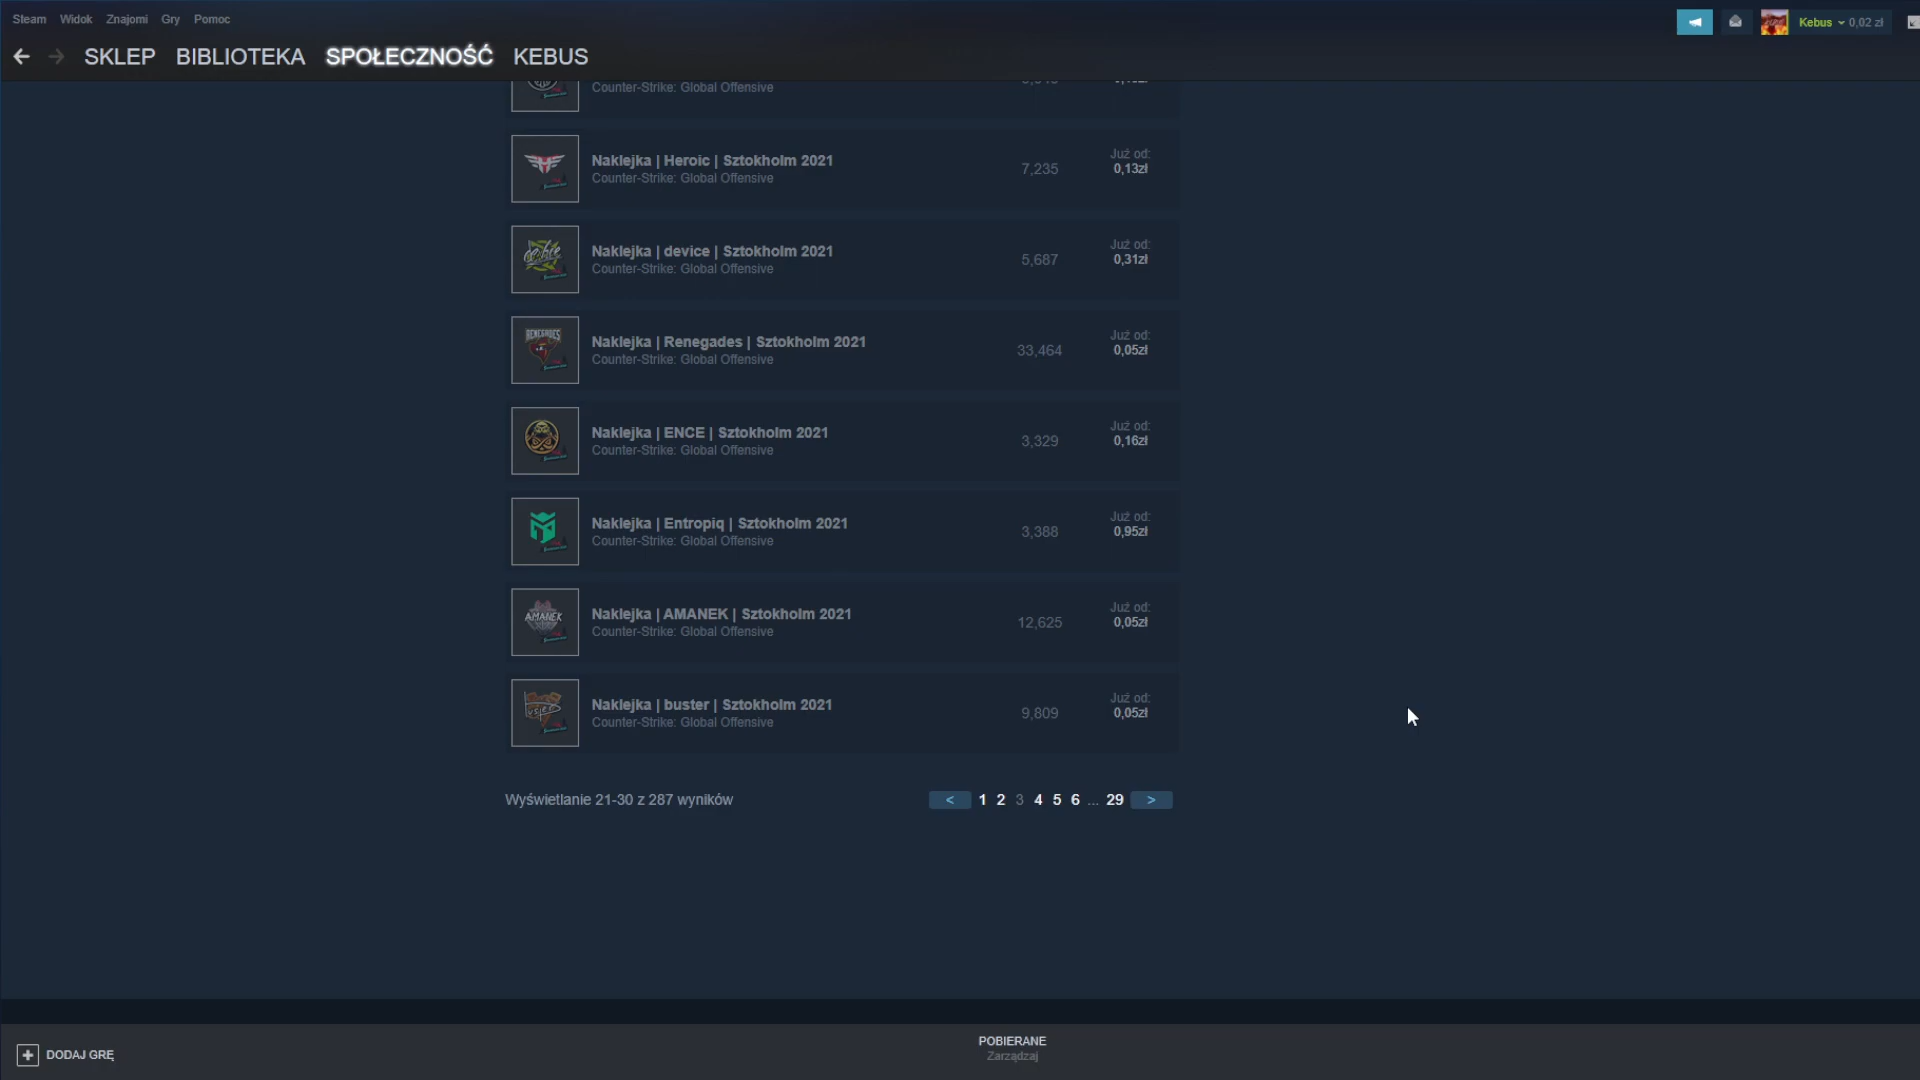 Steam Widok Znajomi Gry Pomoc
Kebus 0,02 zł
SKLEP BIBLIOTEKA SPOŁECZNOŚĆ KEBUS
Counter-Strike: Global Offensive
Naklejka | Heroic | Sztokholm 2021
Counter-Strike: Global Offensive
7,235
Już od:
0,13zł
Naklejka | device | Sztokholm 2021
Counter-Strike: Global Offensive
5,687
Już od:
0,31zł
RENEGADES
Naklejka | Renegades | Sztokholm 2021
Counter-Strike: Global Offensive
33,464
Już od:
0,05zł
Naklejka | ENCE | Sztokholm 2021
Counter-Strike: Global Offensive
3,329
Już od:
0,16zł
Naklejka | Entropiq | Sztokholm 2021
Counter-Strike: Global Offensive
3,388
Już od:
0,95zł
AMANEK
Naklejka | AMANEK | Sztokholm 2021
Counter-Strike: Global Offensive
12,625
Już od:
0,05zł
Naklejka | buster | Sztokholm 2021
Counter-Strike: Global Offensive
9,809
Już od:
0,05zł
Wyświetlanie 21-30 z 287 wyników
< 1 2 3 4 5 6 ... 29 >
DODAJ GRĘ
POBIERANE
Zarządzaj